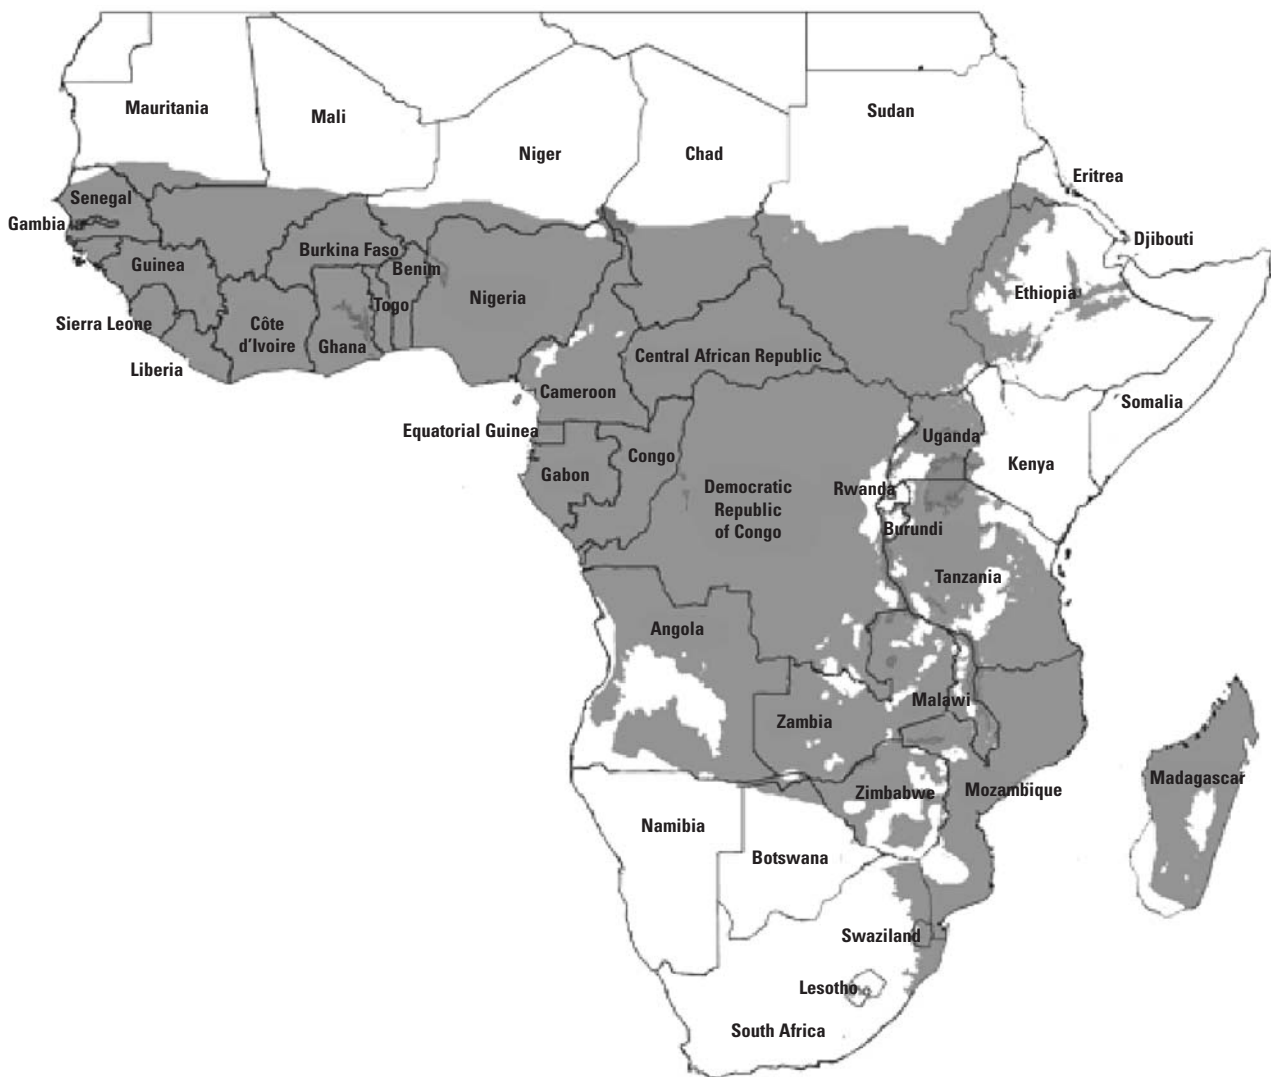 Mauritania
Mali
Niger
Chad
Sudan
Eritrea
Djibouti
Senegal
Gambia
Guinea
Burkina Faso
Benim
Togo
Nigeria
Ethiopia
Sierra Leone
Liberia
Côte
d'Ivoire
Ghana
Central African Republic
Cameroon
Somalia
Equatorial Guinea
Gabon
Congo
Uganda
Kenya
Rwanda
Democratic
Republic
of Congo
Burundi
Tanzania
Angola
Zambia
Malawi
Zimbabwe
Mozambique
Madagascar
Namibia
Botswana
Swaziland
Lesotho
South Africa